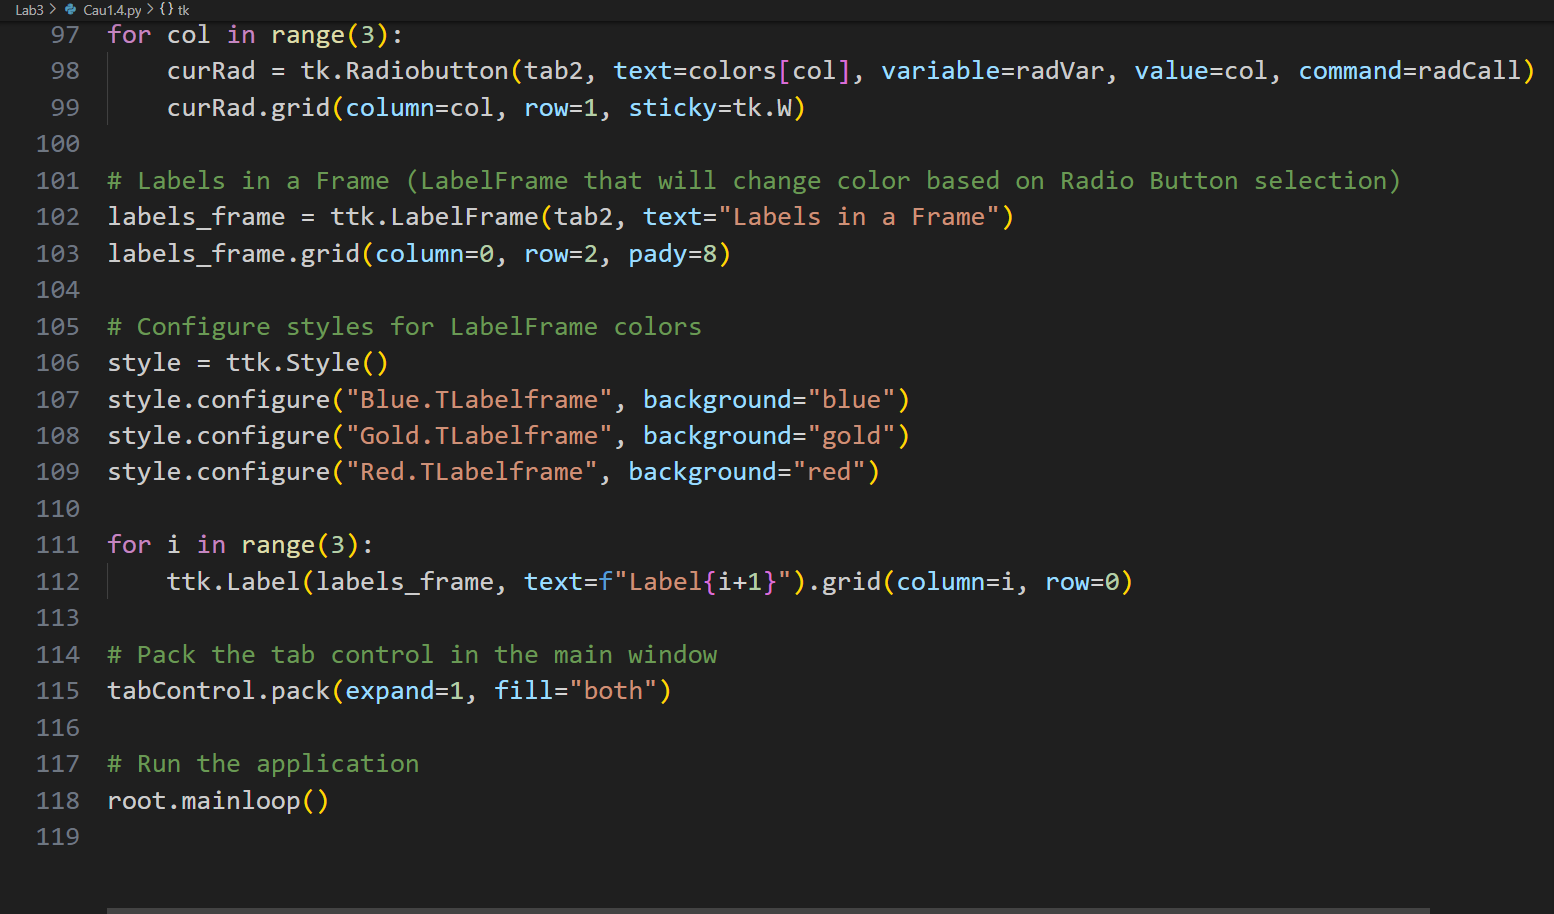 Lab3 > Cau1.4.py > {} tk
97 for col in range(3):
98     curRad = tk.Radiobutton(tab2, text=colors[col], variable=radVar, value=col, command=radCall)
99     curRad.grid(column=col, row=1, sticky=tk.W)
100
101 # Labels in a Frame (LabelFrame that will change color based on Radio Button selection)
102 labels_frame = ttk.LabelFrame(tab2, text="Labels in a Frame")
103 labels_frame.grid(column=0, row=2, pady=8)
104
105 # Configure styles for LabelFrame colors
106 style = ttk.Style()
107 style.configure("Blue.TLabelframe", background="blue")
108 style.configure("Gold.TLabelframe", background="gold")
109 style.configure("Red.TLabelframe", background="red")
110
111 for i in range(3):
112     ttk.Label(labels_frame, text=f"Label{i+1}").grid(column=i, row=0)
113
114 # Pack the tab control in the main window
115 tabControl.pack(expand=1, fill="both")
116
117 # Run the application
118 root.mainloop()
119